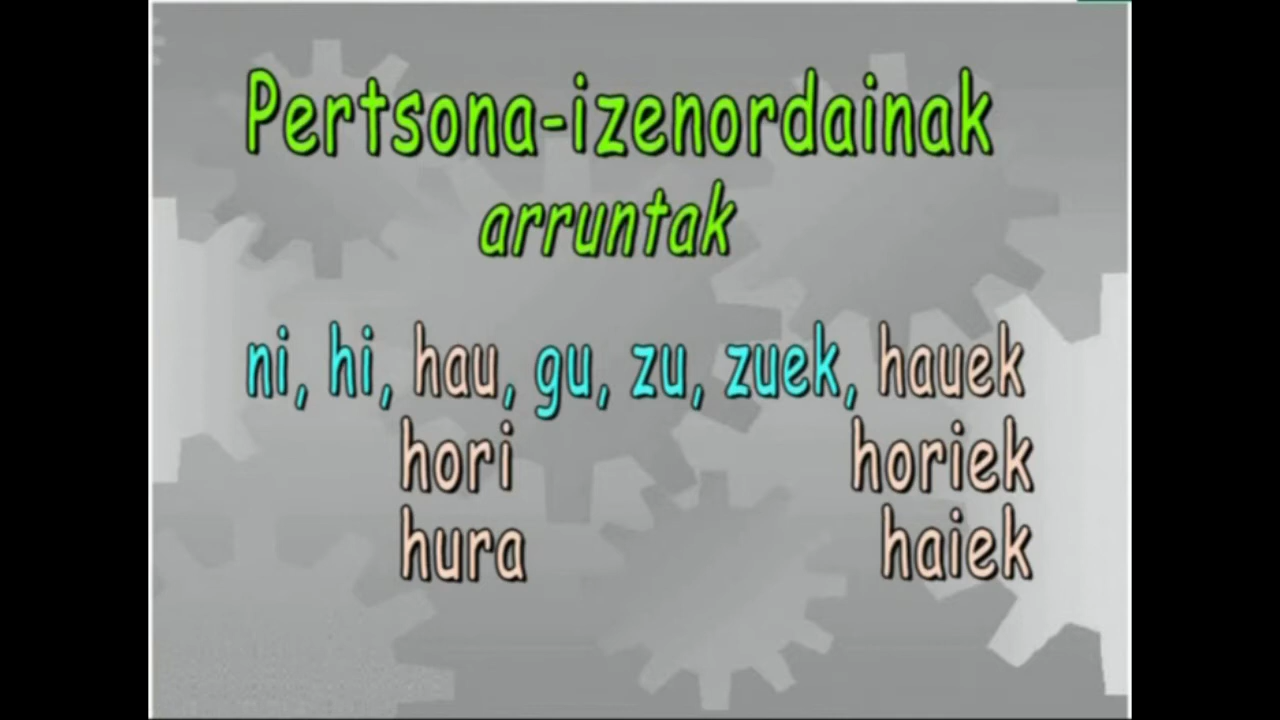 Pertsona-izenordainak
arruntak
ni, hi, hau, gu, zu, zuek, hauek
hori horiek
hura haiek